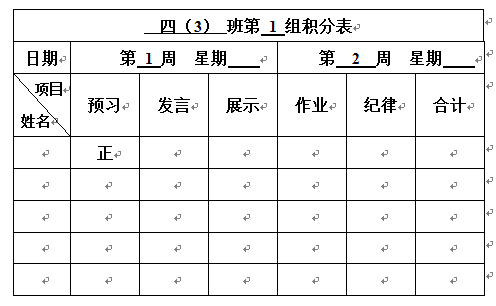 四（3） 班第 1 组积分表
日期 第 1 周 星期____ 第 2 周 星期____
项目
姓名 预习 发言 展示 作业 纪律 合计
正